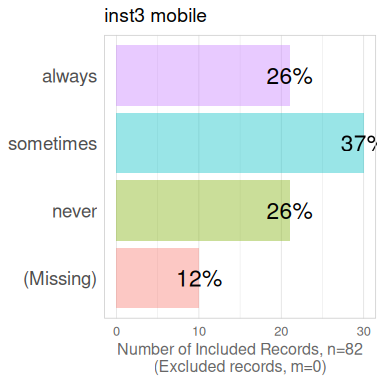 inst3 mobile
always
26%
sometimes
37%
never
26%
(Missing)
12%
0
10
20
30
Number of Included Records, n=82
(Excluded records, m=0)